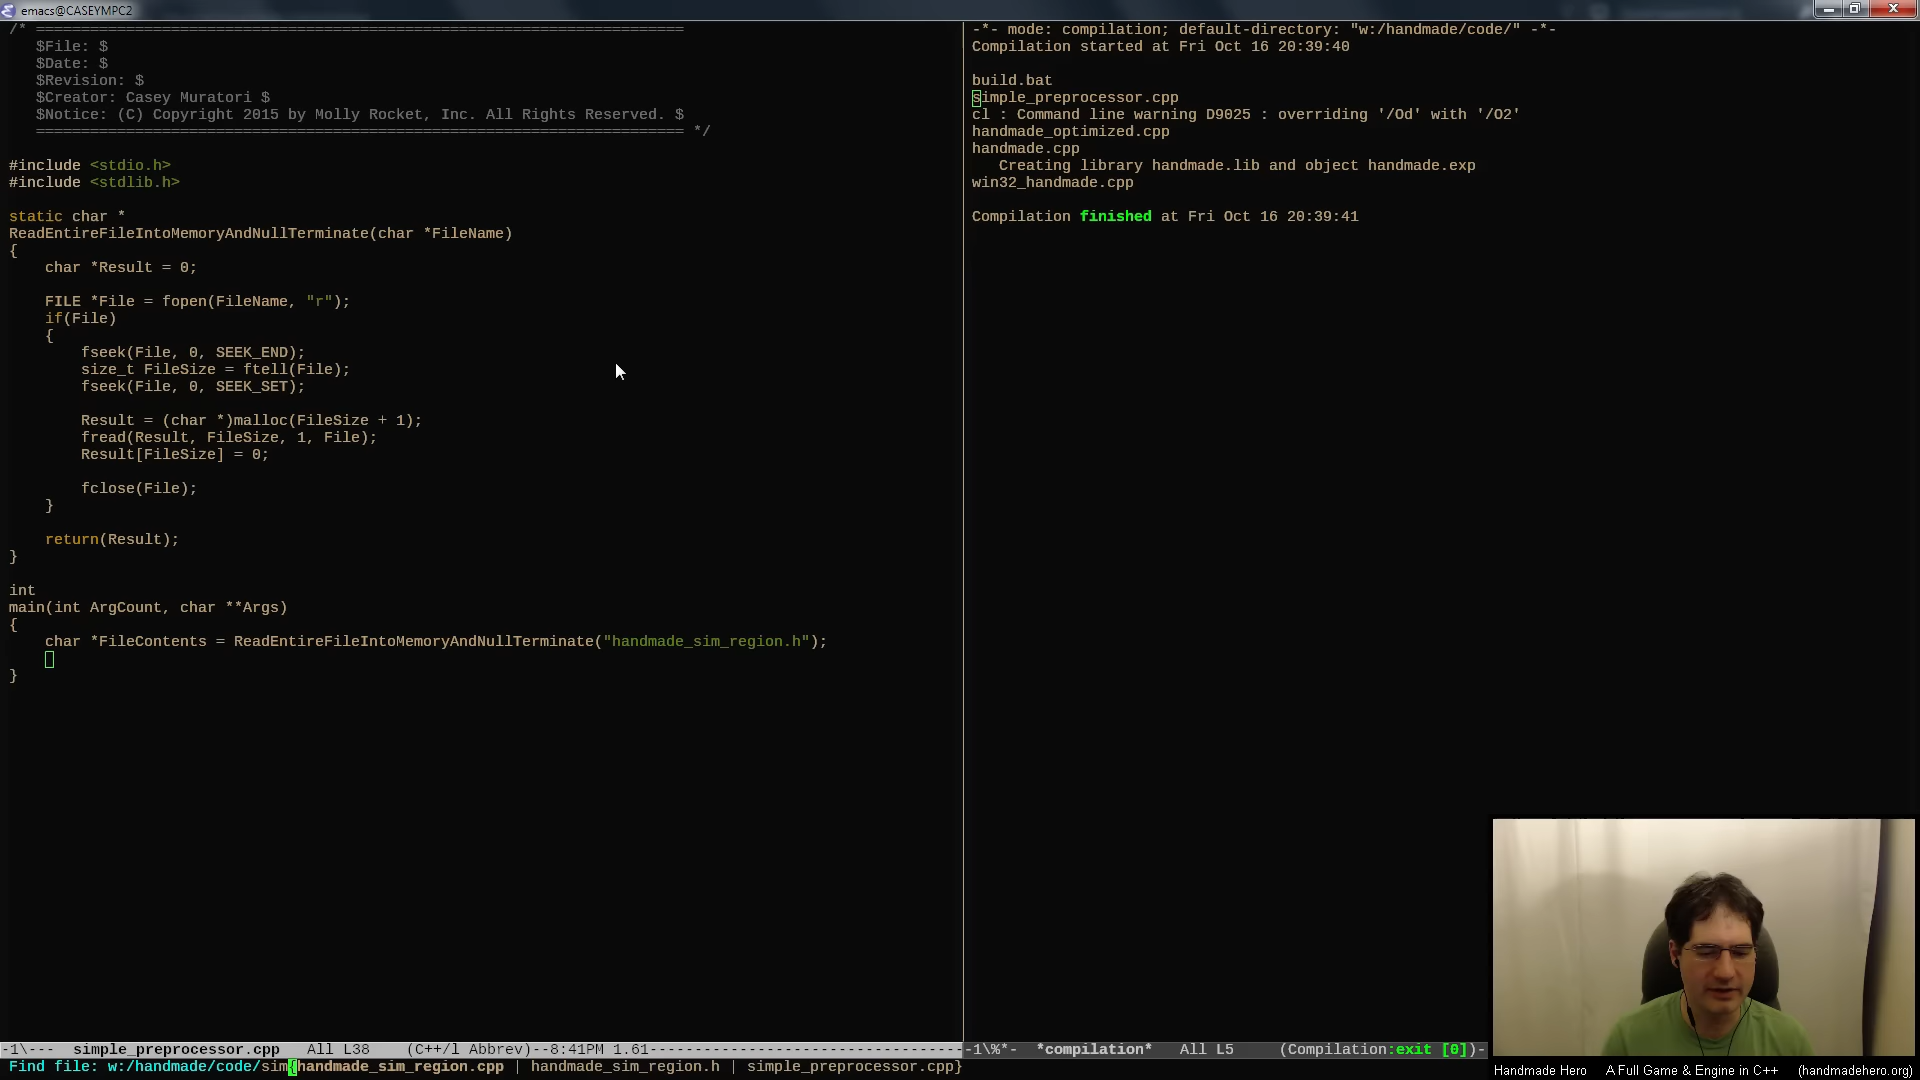 emacs@CASEYMPC2
/* ========================================================================
   $File: $
   $Date: $
   $Revision: $
   $Creator: Casey Muratori $
   $Notice: (C) Copyright 2015 by Molly Rocket, Inc. All Rights Reserved. $
   ======================================================================== */
#include <stdio.h>
#include <stdlib.h>
static char *
ReadEntireFileIntoMemoryAndNullTerminate(char *FileName)
{
    char *Result = 0;
    FILE *File = fopen(FileName, "r");
    if(File)
    {
        fseek(File, 0, SEEK_END);
        size_t FileSize = ftell(File);
        fseek(File, 0, SEEK_SET);
        Result = (char *)malloc(FileSize + 1);
        fread(Result, FileSize, 1, File);
        Result[FileSize] = 0;
        fclose(File);
    }
    return(Result);
}
int
main(int ArgCount, char **Args)
{
    char *FileContents = ReadEntireFileIntoMemoryAndNullTerminate("handmade_sim_region.h");
}
-1\---  simple_preprocessor.cpp   All L38    (C++/l Abbrev)--8:41PM 1.61-----------------------------------
Find file: w:/handmade/code/sim{handmade_sim_region.cpp | handmade_sim_region.h | simple_preprocessor.cpp}
-*- mode: compilation; default-directory: "w:/handmade/code/" -*-
Compilation started at Fri Oct 16 20:39:40
build.bat
simple_preprocessor.cpp
cl : Command line warning D9025 : overriding '/Od' with '/O2'
handmade_optimized.cpp
handmade.cpp
   Creating library handmade.lib and object handmade.exp
win32_handmade.cpp
Compilation finished at Fri Oct 16 20:39:41
-1\%*-  *compilation*   All L5     (Compilation:exit [0])-
Handmade Hero    A Full Game & Engine in C++    (handmadehero.org)